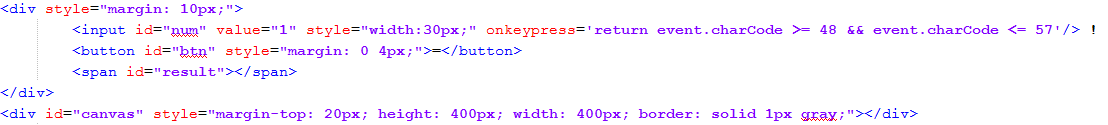 <div style="margin: 10px;">
<input id="num" value="1" style="width:30px;" onkeypress='return event.charCode >= 48 && event.charCode <= 57'/> !
<button id="btn" style="margin: 0 4px;">=</button>
<span id="result"></span>
</div>
<div id="canvas" style="margin-top: 20px; height: 400px; width: 400px; border: solid 1px gray;"></div>